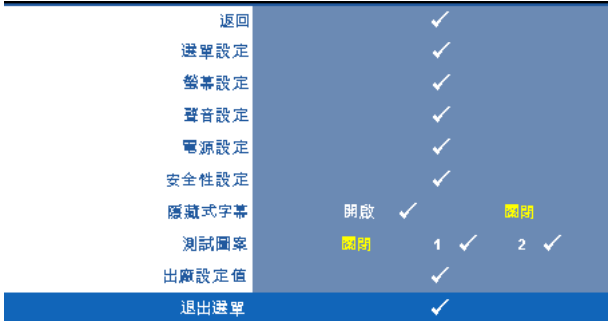 返回 ✓
選單設定 ✓
螢幕設定 ✓
聲音設定 ✓
電源設定 ✓
安全性設定 ✓
隱藏式字幕 開啟 ✓ 關閉
測試圖案 關閉 1 ✓ 2 ✓
出廠設定值 ✓
退出選單 ✓